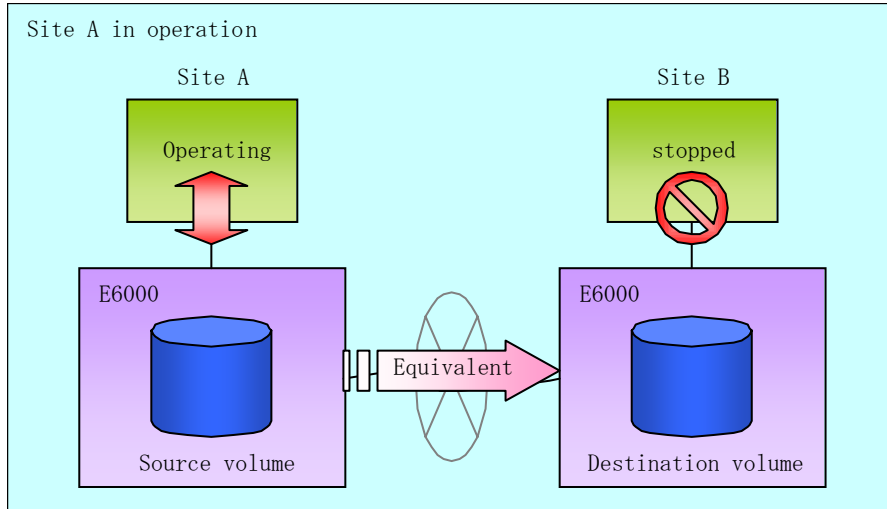 Site A in operation
Site A
Site B
Operating
stopped
E6000
E6000
Equivalent
Source volume
Destination volume